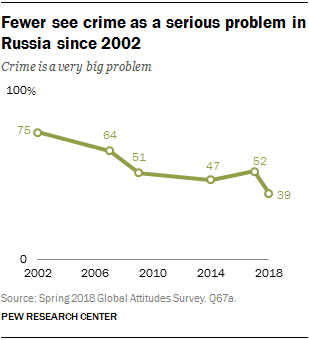 Fewer see crime as a serious problem in
Russia since 2002
Crime is a very big problem
100%
75
64
51
47
52
39
0
2002
2006
2010
2014
2018
Source: Spring 2018 Global Attitudes Survey. Q67a.
PEW RESEARCH CENTER